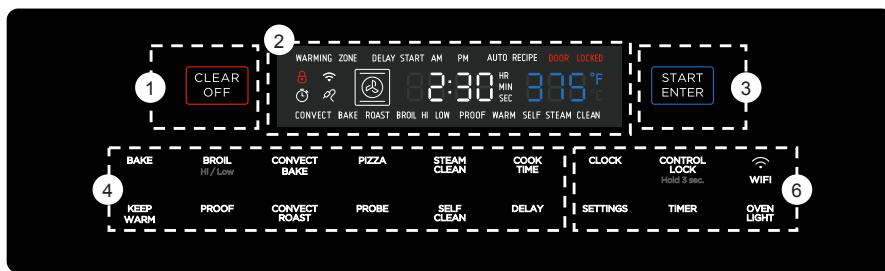 2
WARMING ZONE DELAY START AM PM AUTO RECIPE DOOR LOCKED
1
CLEAR
OFF
2:30
HR
MIN
SEC
375
°F
°C
START
ENTER
3
CONVECT BAKE ROAST BROIL HI LOW PROOF WARM SELF STEAM CLEAN
4
BAKE
BROIL
HI / Low
CONVECT
BAKE
PIZZA
STEAM
CLEAN
COOK
TIME
KEEP
WARM
PROOF
CONVECT
ROAST
PROBE
SELF
CLEAN
DELAY
CLOCK
CONTROL
LOCK
Hold 3 sec.
WIFI
6
SETTINGS
TIMER
OVEN
LIGHT